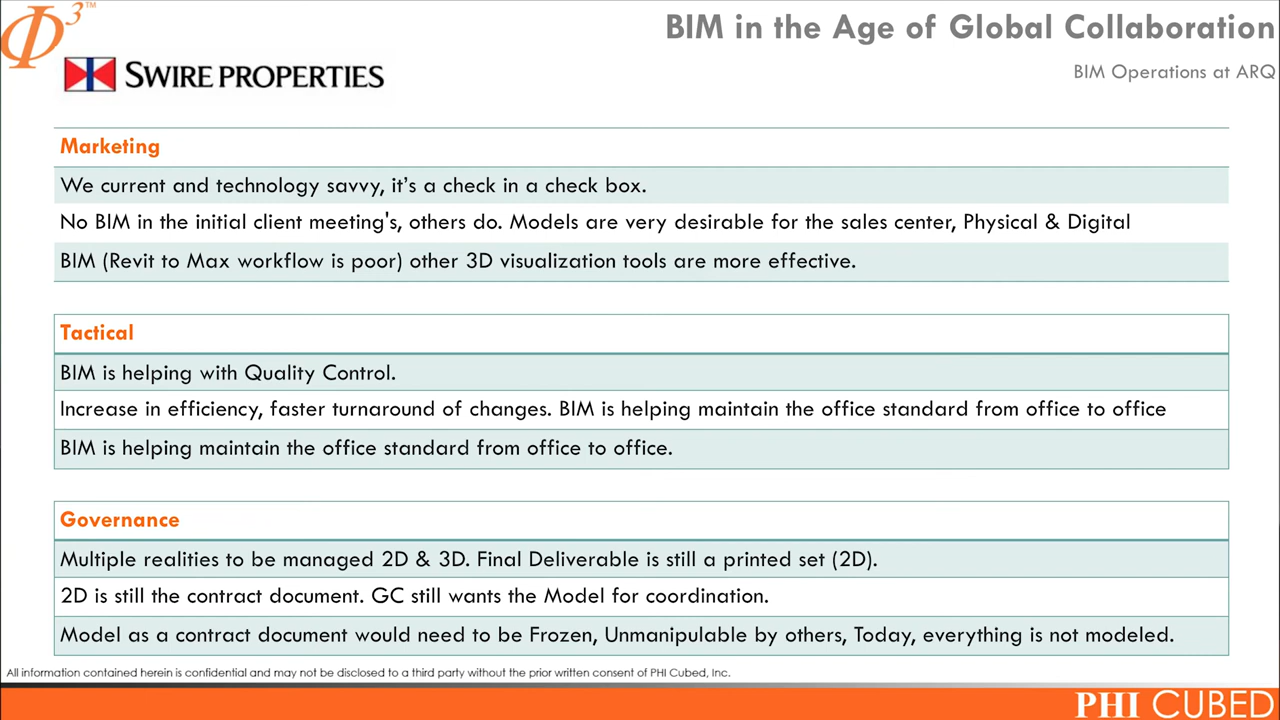 Φ3™
BIM in the Age of Global Collaboration
SWIRE PROPERTIES
BIM Operations at ARQ
Marketing
We current and technology savvy, it's a check in a check box.
No BIM in the initial client meeting's, others do. Models are very desirable for the sales center, Physical & Digital
BIM (Revit to Max workflow is poor) other 3D visualization tools are more effective.
Tactical
BIM is helping with Quality Control.
Increase in efficiency, faster turnaround of changes. BIM is helping maintain the office standard from office to office
BIM is helping maintain the office standard from office to office.
Governance
Multiple realities to be managed 2D & 3D. Final Deliverable is still a printed set (2D).
2D is still the contract document. GC still wants the Model for coordination.
Model as a contract document would need to be Frozen, Unmanipulable by others, Today, everything is not modeled.
All information contained herein is confidential and may not be disclosed to a third party without the prior written consent of PHI Cubed, Inc.
PHI CUBED